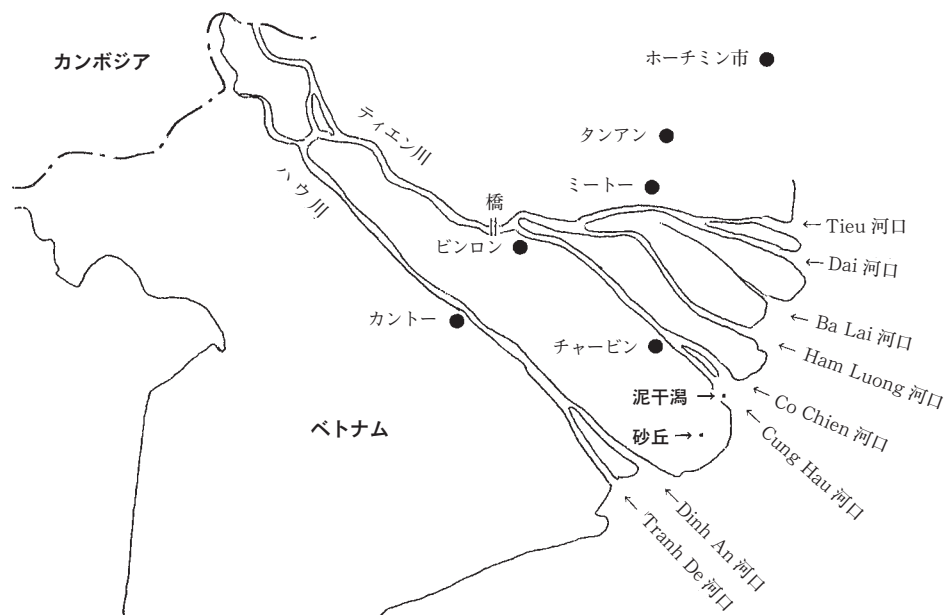 カンボジア
ホーチミン市
タンアン
ティエン川
ミートー
ハウ川
橋
← Tieu 河口
ビンロン
← Dai 河口
カントー
← Ba Lai 河口
チャービン
← Ham Luong 河口
泥干潟 →
← Co Chien 河口
ベトナム
砂丘 →
← Cung Hau 河口
← Dinh An 河口
← Tranh De 河口